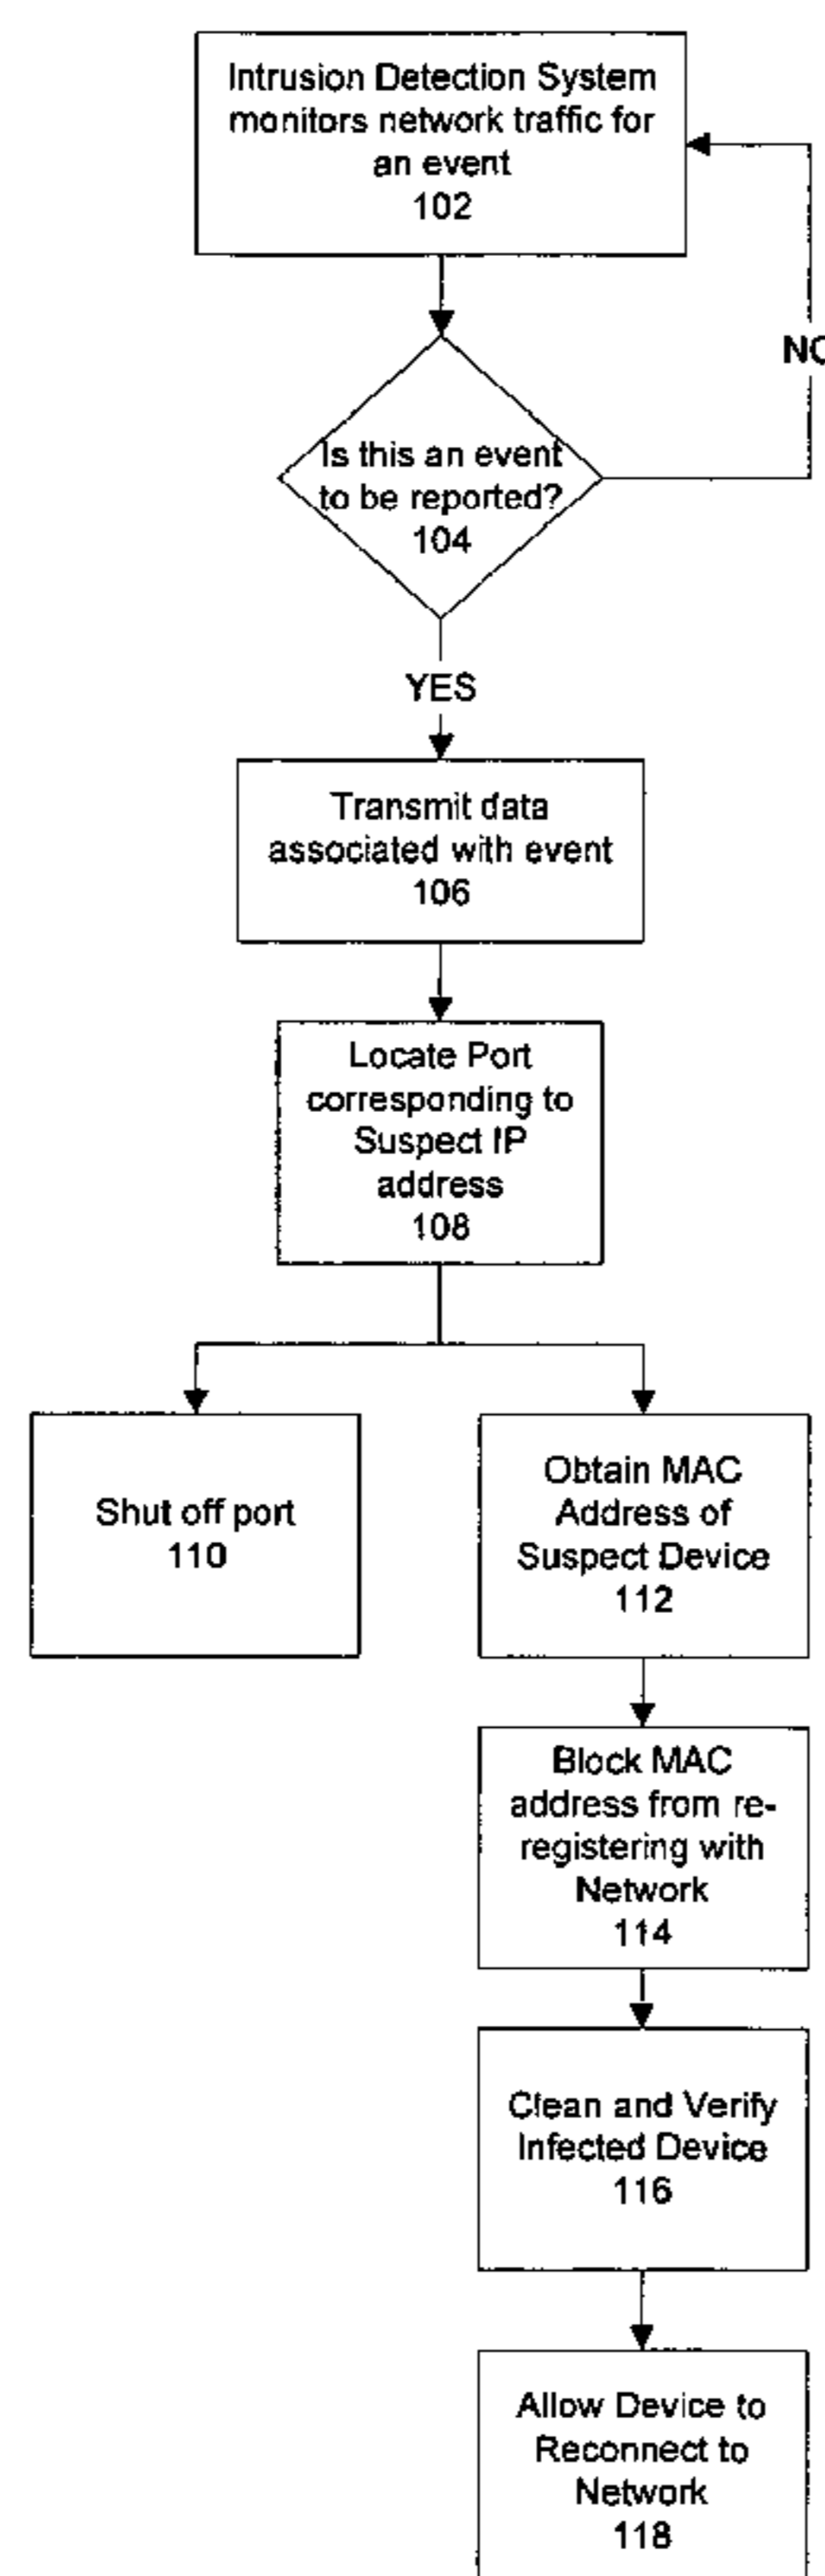 Intrusion Detection System
monitors network traffic for
an event
102
NO
Is this an event
to be reported?
104
YES
Transmit data
associated with event
106
Locate Port
corresponding to
Suspect IP
address
108
Shut off port
110
Obtain MAC
Address of
Suspect Device
112
Block MAC
address from re-
registering with
Network
114
Clean and Verify
Infected Device
116
Allow Device to
Reconnect to
Network
118